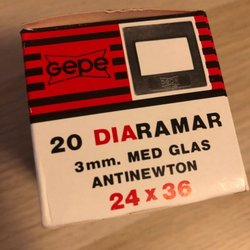 GePe
20 DIARAMAR
3mm. MED GLAS
ANTINEWTON
24 x 36